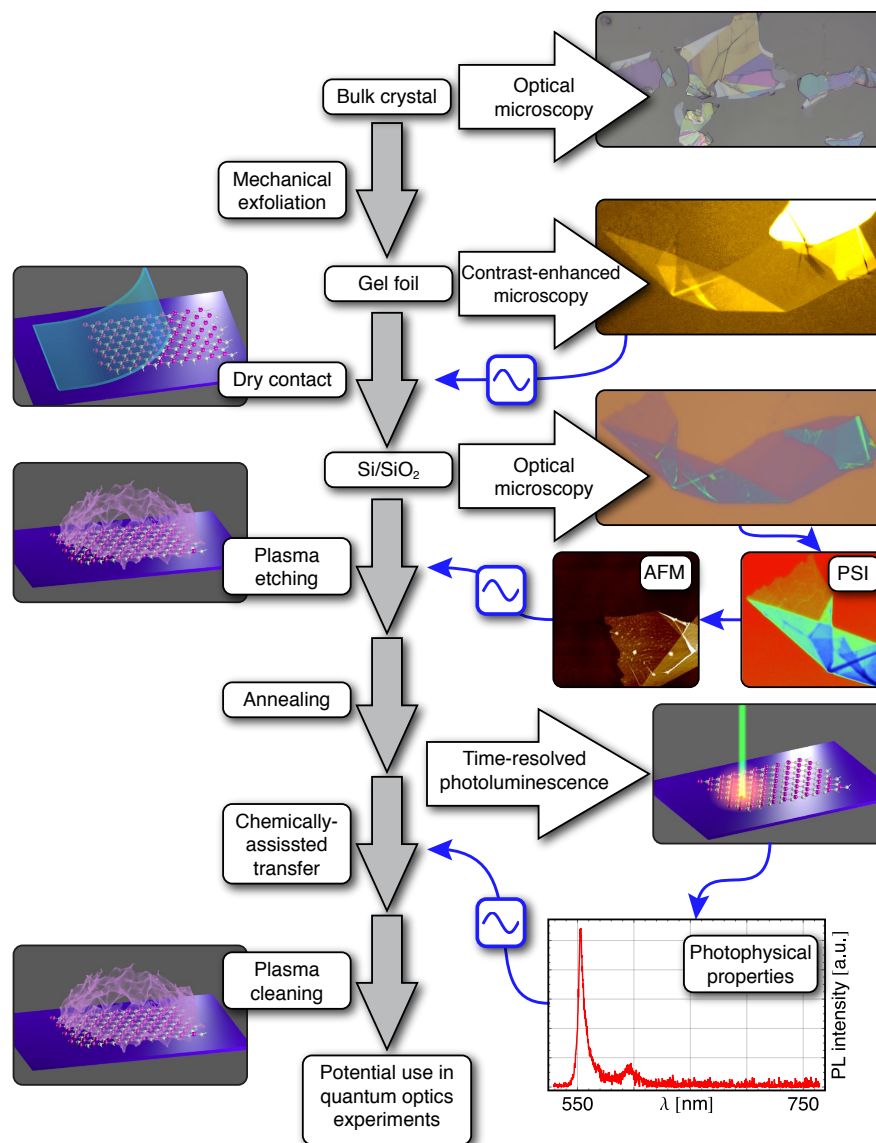 Bulk crystal
Optical
microscopy
Mechanical
exfoliation
Gel foil
Contrast-enhanced
microscopy
Dry contact
Si/SiO₂
Optical
microscopy
Plasma
etching
AFM
PSI
Annealing
Time-resolved
photoluminescence
Chemically-
assissted
transfer
Photophysical
properties
PL intensity [a.u.]
Plasma
cleaning
550
λ [nm]
750
Potential use in
quantum optics
experiments